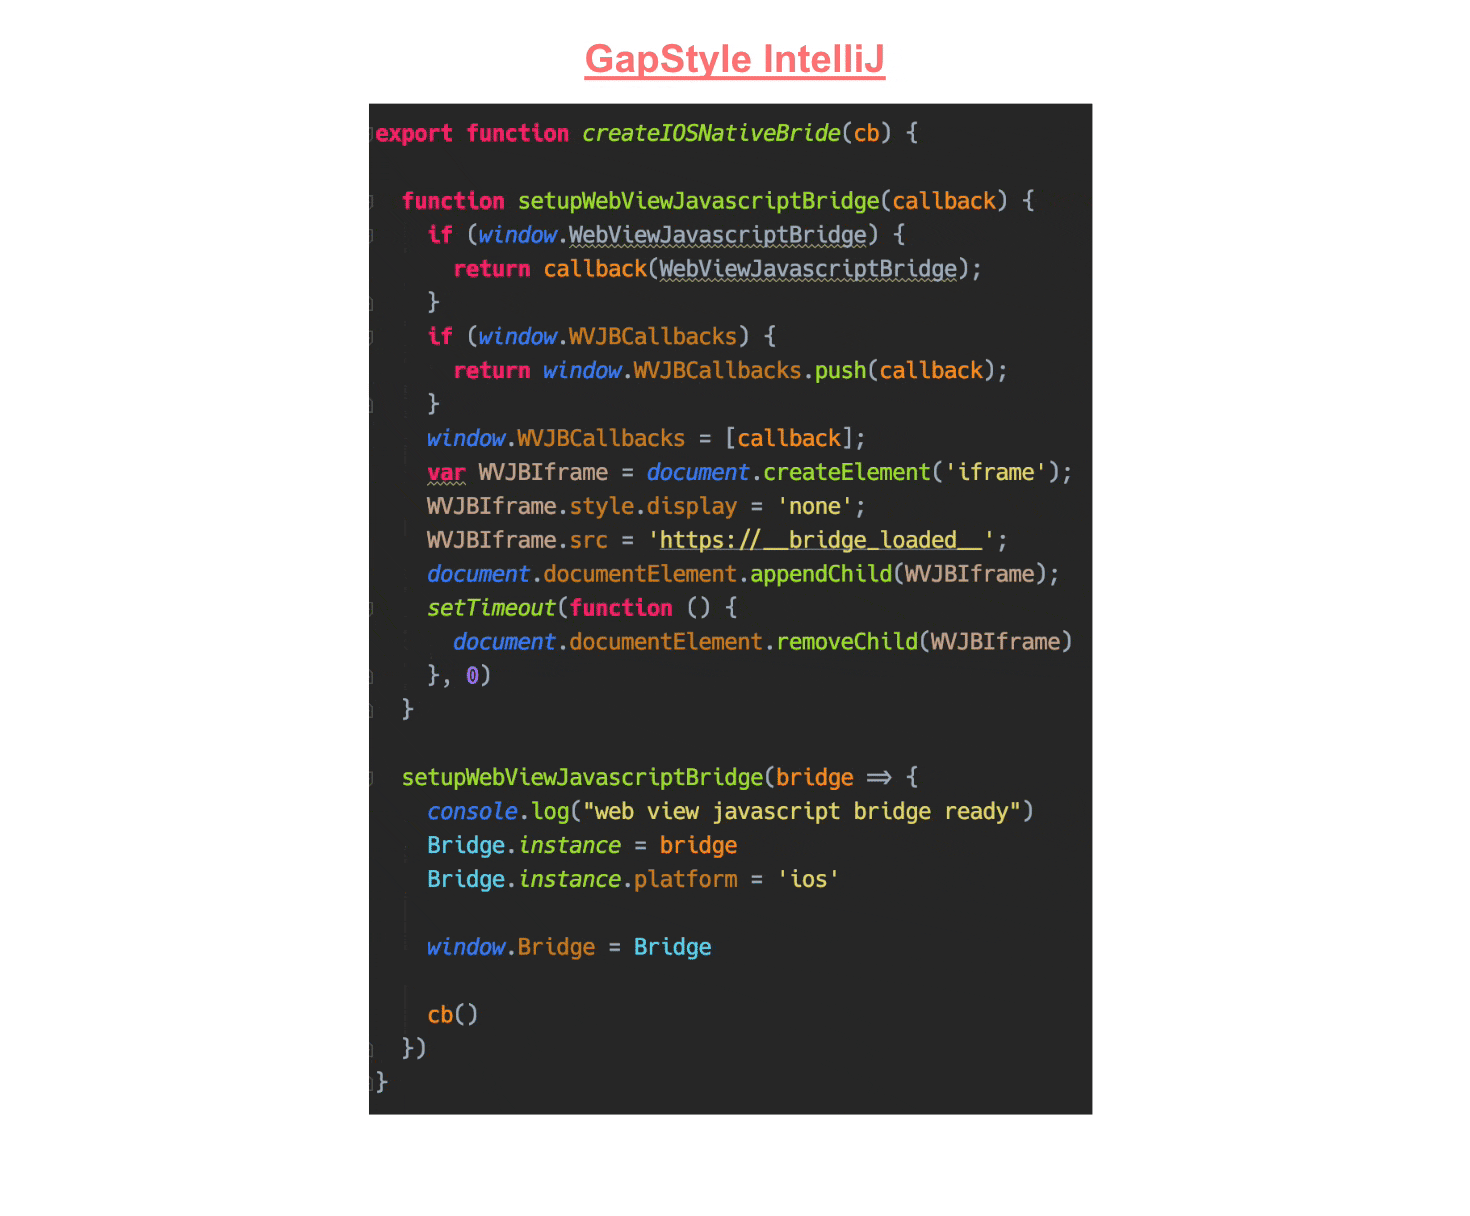 GapStyle IntelliJ
export function createIOSNativeBride(cb) {
function setupWebViewJavascriptBridge(callback) {
if (window.WebViewJavascriptBridge) {
return callback(WebViewJavascriptBridge);
}
if (window.WVJBCallbacks) {
return window.WVJBCallbacks.push(callback);
}
window.WVJBCallbacks = [callback];
var WVJBIframe = document.createElement('iframe');
WVJBIframe.style.display = 'none';
WVJBIframe.src = 'https://__bridge_loaded__';
document.documentElement.appendChild(WVJBIframe);
setTimeout(function () {
document.documentElement.removeChild(WVJBIframe)
}, 0)
}
setupWebViewJavascriptBridge(bridge => {
console.log("web view javascript bridge ready")
Bridge.instance = bridge
Bridge.instance.platform = 'ios'
window.Bridge = Bridge
cb()
})
}